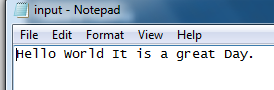 input - Notepad
File Edit Format View Help
Hello World It is a great Day.